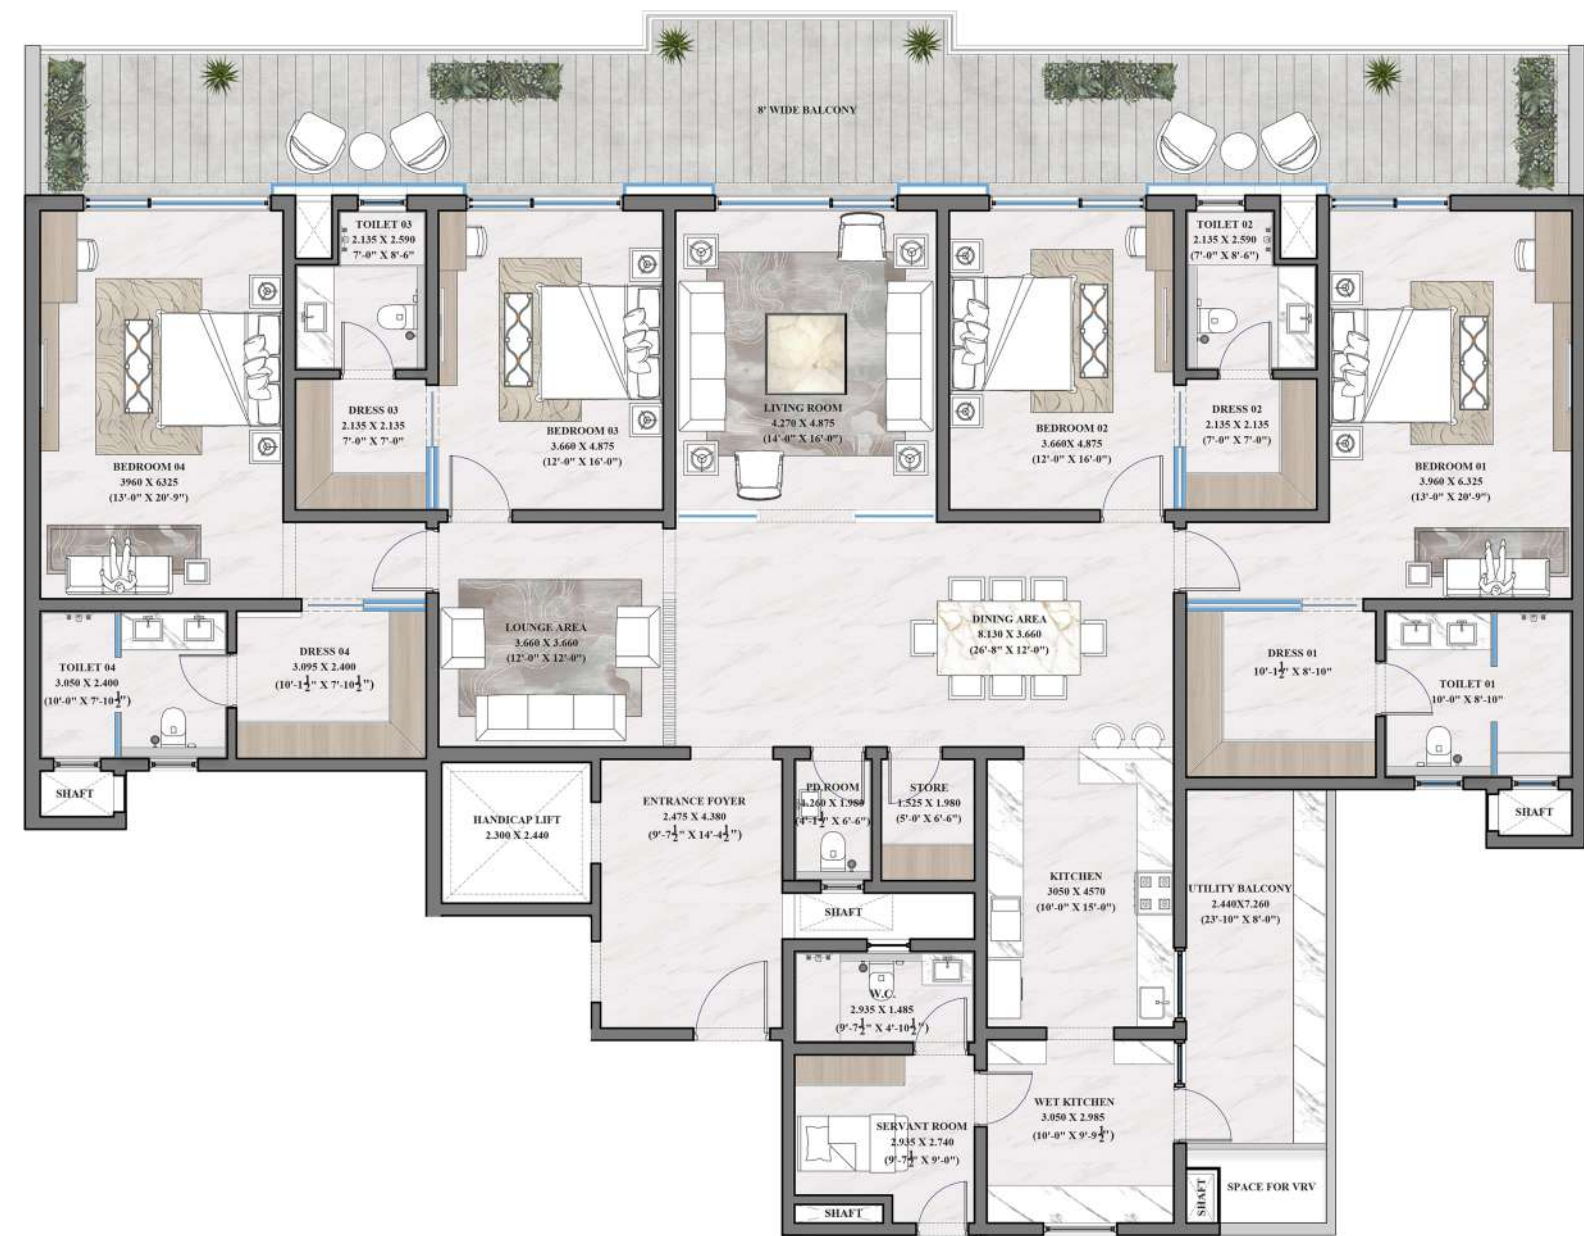 8' WIDE BALCONY
TOILET 03
2.135 X 2.590
7'-0" X 8'-6"
TOILET 02
2.135 X 2.590
(7'-0" X 8'-6")
DRESS 03
2.135 X 2.135
7'-0" X 7'-0"
BEDROOM 03
3.660 X 4.875
(12'-0" X 16'-0")
LIVING ROOM
4.270 X 4.875
(14'-0" X 16'-0")
BEDROOM 02
3.660X 4.875
(12'-0" X 16'-0")
DRESS 02
2.135 X 2.135
(7'-0" X 7'-0")
BEDROOM 04
3960 X 6325
(13'-0" X 20'-9")
BEDROOM 01
3.960 X 6.325
(13'-0" X 20'-9")
LOUNGE AREA
3.660 X 3.660
(12'-0" X 12'-0")
DINING AREA
8.130 X 3.660
(26'-8" X 12'-0")
TOILET 04
3.050 X 2.400
(10'-0" X 7'-10½")
DRESS 04
3.095 X 2.400
(10'-1½" X 7'-10½")
DRESS 01
10'-1½" X 8'-10"
TOILET 01
10'-0" X 8'-10"
SHAFT
HANDICAP LIFT
2.300 X 2.440
ENTRANCE FOYER
2.475 X 4.380
(9'-7½" X 14'-4½")
PD.ROOM
1.260 X 1.980
(4'-1½" X 6'-6")
STORE
1.525 X 1.980
(5'-0' X 6'-6")
SHAFT
KITCHEN
3050 X 4570
(10'-0" X 15'-0")
UTILITY BALCONY
2.440X7.260
(23'-10" X 8'-0")
SHAFT
W.C.
2.935 X 1.485
(9'-7½" X 4'-10½")
SERVANT ROOM
2.935 X 2.740
(9'-7½" X 9'-0")
WET KITCHEN
3.050 X 2.985
(10'-0" X 9'-9½")
SHAFT
SHAFT
SPACE FOR VRV